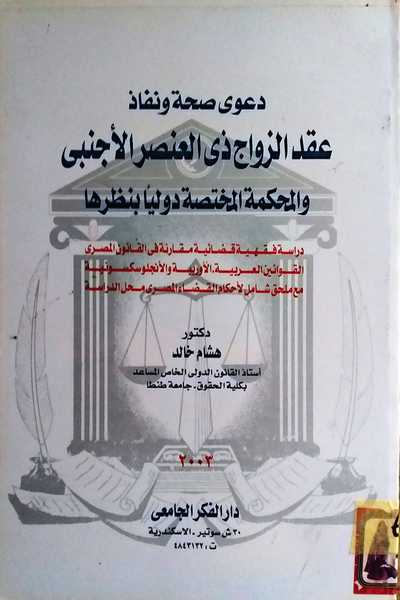 دعوى صحة ونفاذ
عقد الزواج ذى العنصر الأجنبى
والمحكمة المختصة دوليا بنظرها
دراسة فقهية قضائية مقارنة فى القانون المصرى
القوانين العربية، الأوربية والأنجلوسكسونية
مع ملحق شامل لأحكام القضاء المصرى محل الدراسة
دكتور
هشام خالد
أستاذ القانون الدولى الخاص المساعد
بكلية الحقوق - جامعة طنطا
٢٠٠٣
دار الفكر الجامعى
٣٠ ش سوتير - الاسكندرية
ت : ٤٨٤٣١٣٢